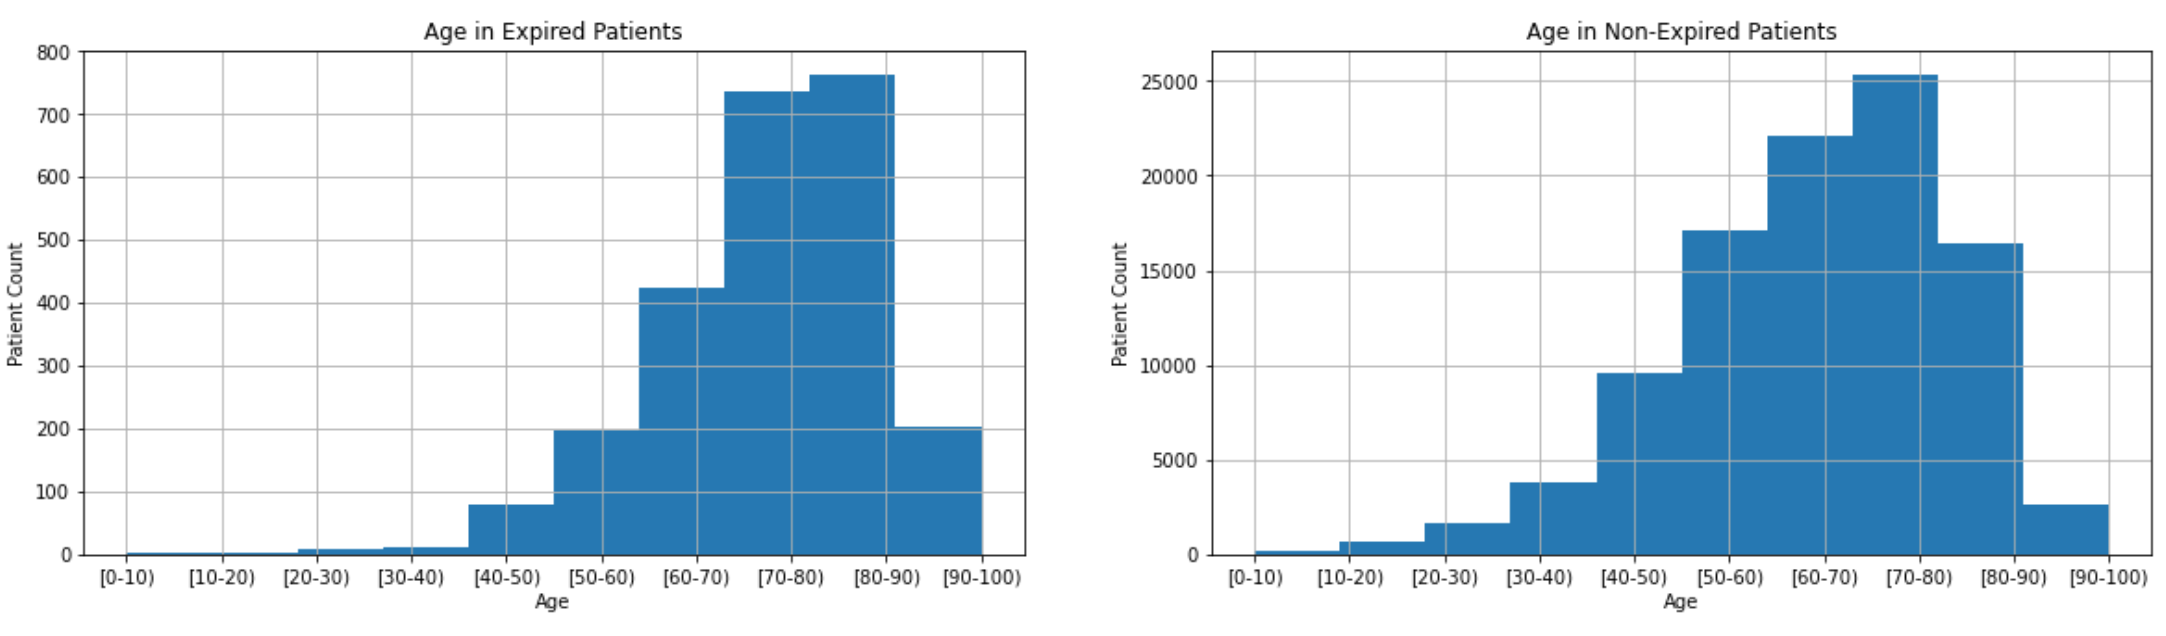 Age in Expired Patients
800
700
600
500
400
300
200
100
0
Patient Count
[0-10) [10-20) [20-30) [30-40) [40-50) [50-60) [60-70) [70-80) [80-90) [90-100)
Age
Age in Non-Expired Patients
25000
20000
15000
10000
5000
0
Patient Count
[0-10) [10-20) [20-30) [30-40) [40-50) [50-60) [60-70) [70-80) [80-90) [90-100)
Age